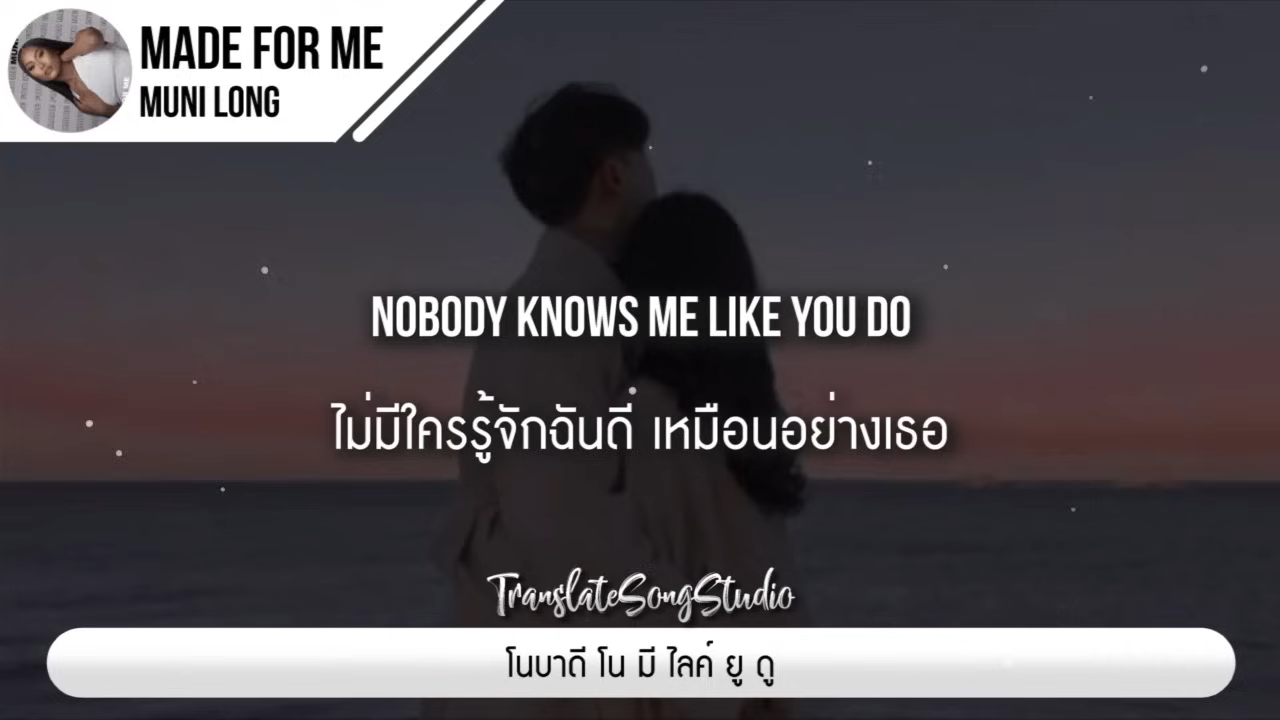 MADE FOR ME
MUNI LONG
NOBODY KNOWS ME LIKE YOU DO
ไม่มีใครรู้จักฉันดี เหมือนอย่างเธอ
TranslateSongStudio
โนบาดี โน มี ไลค์ ยู ดู